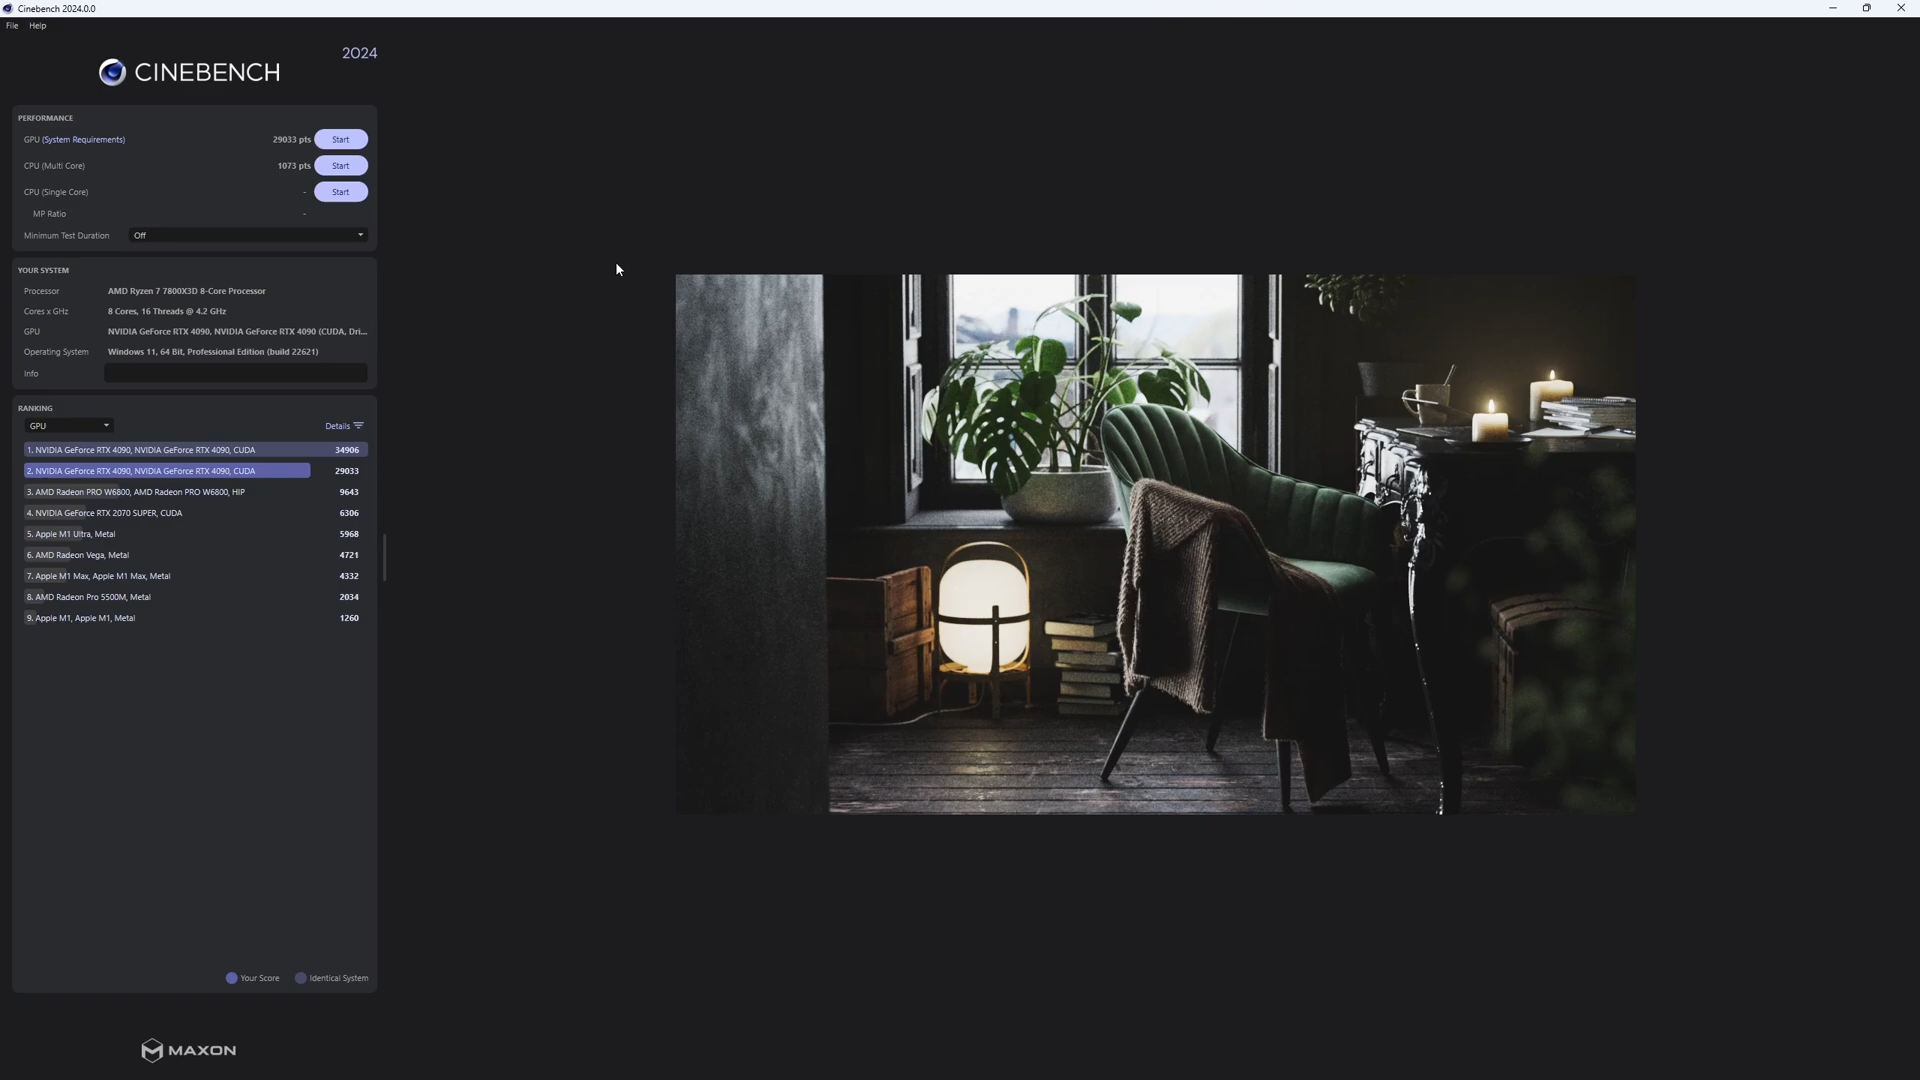 Cinebench 2024.0.0
File Help
2024
CINEBENCH
PERFORMANCE
GPU (System Requirements) 29033 pts Start
CPU (Multi Core) 1073 pts Start
CPU (Single Core) - Start
MP Ratio -
Minimum Test Duration Off
YOUR SYSTEM
Processor AMD Ryzen 7 7800X3D 8-Core Processor
Cores x GHz 8 Cores, 16 Threads @ 4.2 GHz
GPU NVIDIA GeForce RTX 4090, NVIDIA GeForce RTX 4090 (CUDA, Dri...
Operating System Windows 11, 64 Bit, Professional Edition (build 22621)
Info
RANKING
GPU Details
1. NVIDIA GeForce RTX 4090, NVIDIA GeForce RTX 4090, CUDA 34906
2. NVIDIA GeForce RTX 4090, NVIDIA GeForce RTX 4090, CUDA 29033
3. AMD Radeon PRO W6800, AMD Radeon PRO W6800, HIP 9643
4. NVIDIA GeForce RTX 2070 SUPER, CUDA 6306
5. Apple M1 Ultra, Metal 5968
6. AMD Radeon Vega, Metal 4721
7. Apple M1 Max, Apple M1 Max, Metal 4332
8. AMD Radeon Pro 5500M, Metal 2034
9. Apple M1, Apple M1, Metal 1260
Your Score Identical System
MAXON